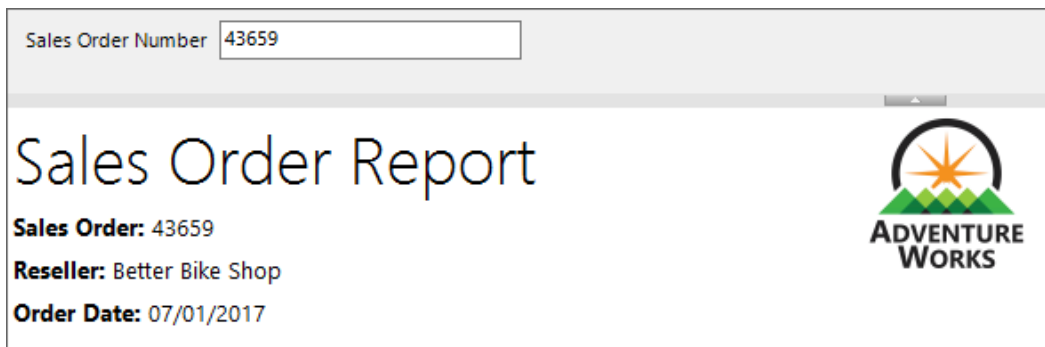 Sales Order Number 43659
Sales Order Report
Sales Order: 43659
Reseller: Better Bike Shop
Order Date: 07/01/2017
ADVENTURE
WORKS